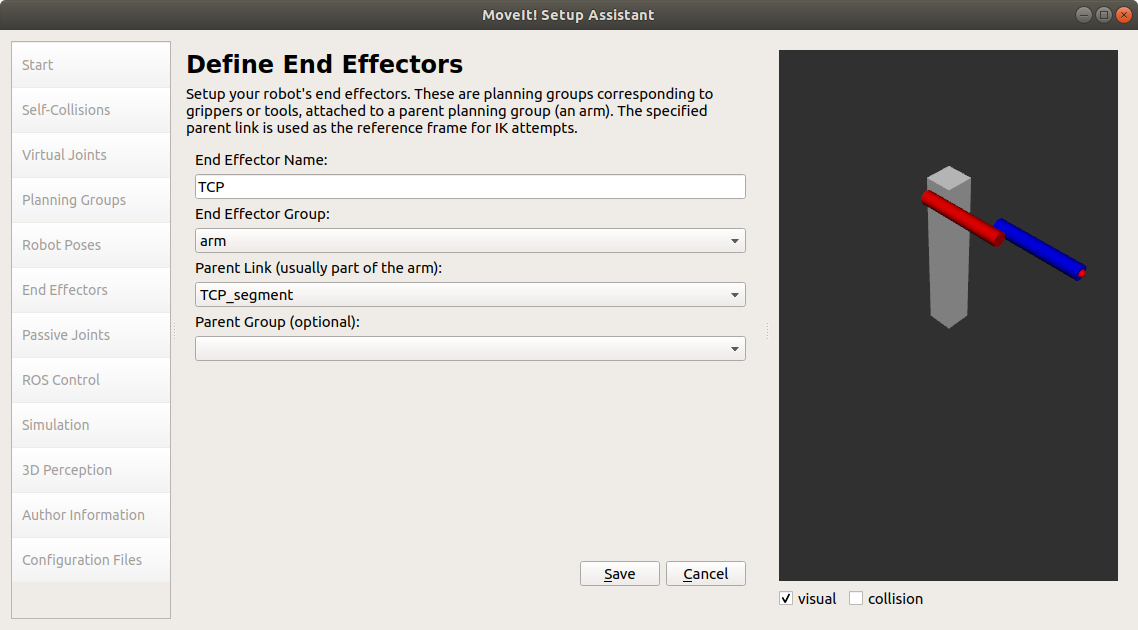 MoveIt! Setup Assistant
Start
Self-Collisions
Virtual Joints
Planning Groups
Robot Poses
End Effectors
Passive Joints
ROS Control
Simulation
3D Perception
Author Information
Configuration Files
Define End Effectors
Setup your robot's end effectors. These are planning groups corresponding to
grippers or tools, attached to a parent planning group (an arm). The specified
parent link is used as the reference frame for IK attempts.
End Effector Name:
TCP
End Effector Group:
arm
Parent Link (usually part of the arm):
TCP_segment
Parent Group (optional):
Save
Cancel
visual
collision